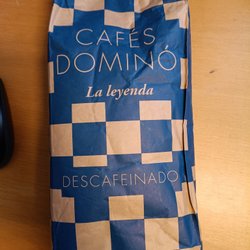 CAFÉS
DOMINÓ
La leyenda
DESCAFEINADO